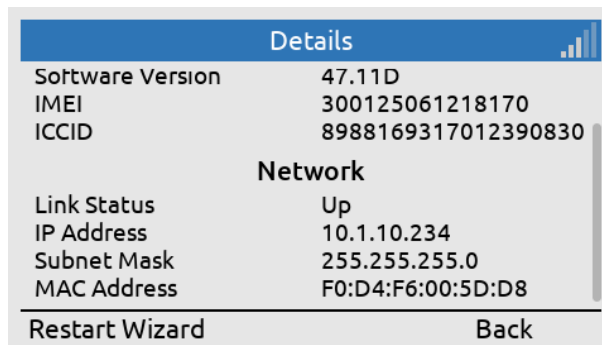 Details
Software Version 47.11D
IMEI 300125061218170
ICCID 8988169317012390830
Network
Link Status Up
IP Address 10.1.10.234
Subnet Mask 255.255.255.0
MAC Address F0:D4:F6:00:5D:D8
Restart Wizard Back